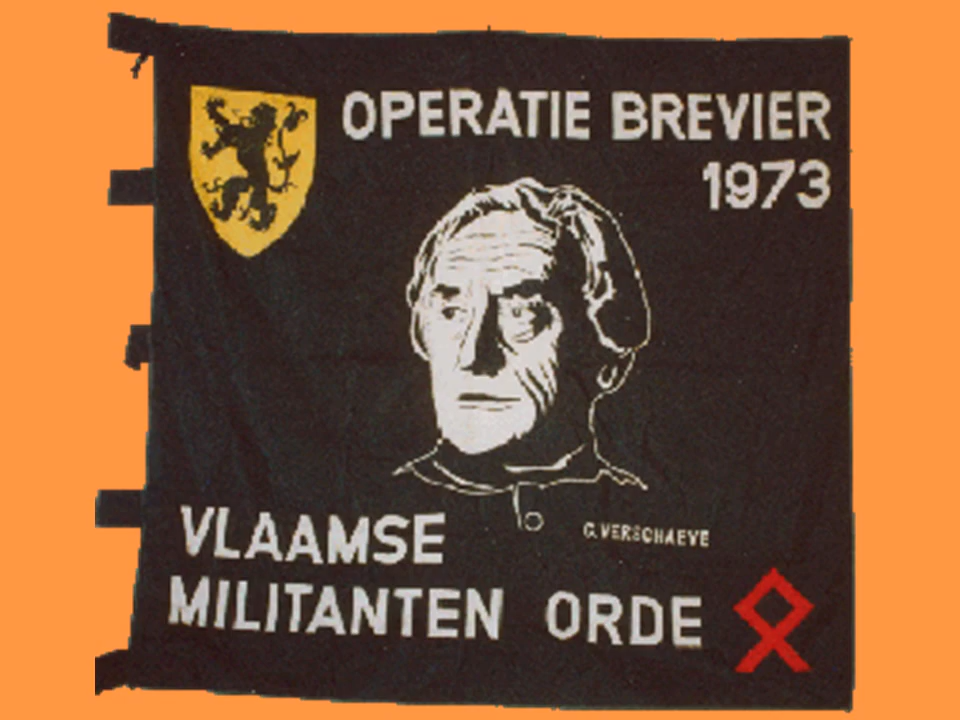 OPERATIE BREVIER
1973
C. VERSCHAEVE
VLAAMSE
MILITANTEN ORDE